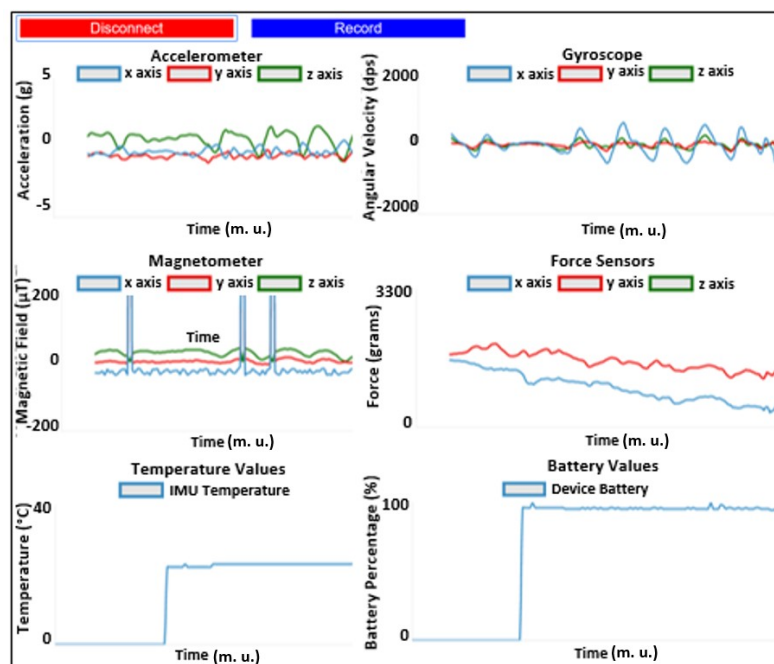 Disconnect Record
Accelerometer
x axis y axis z axis
Acceleration (g)
5
0
-5
Time (m. u.)
Gyroscope
x axis y axis z axis
Angular Velocity (dps)
2000
0
-2000
Time (m. u.)
Magnetometer
x axis y axis z axis
Magnetic Field (µT)
200
0
-200
Time
Time (m. u.)
Force Sensors
x axis y axis z axis
Force (grams)
3300
0
Time (m. u.)
Temperature Values
IMU Temperature
Temperature (°C)
40
0
Time (m. u.)
Battery Values
Device Battery
Battery Percentage (%)
100
0
Time (m. u.)